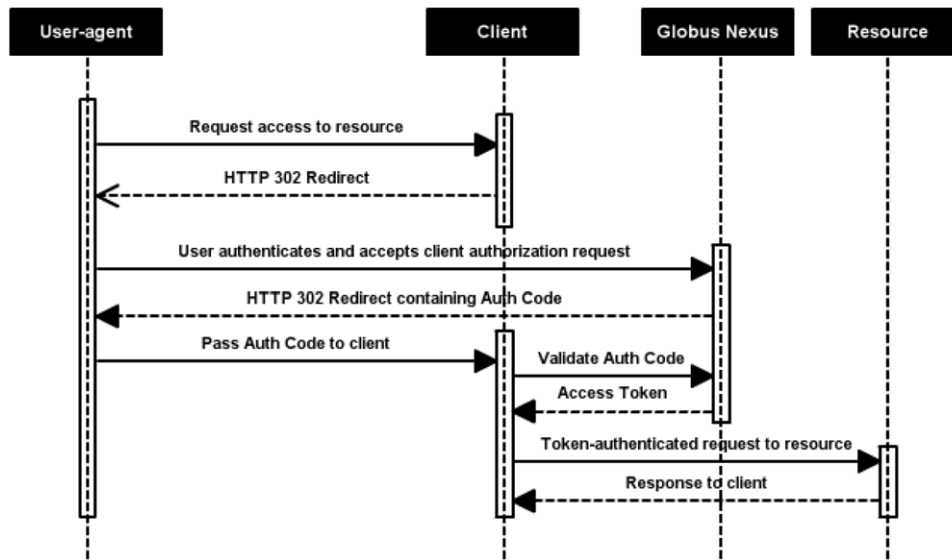 User-agent
Client
Globus Nexus
Resource
Request access to resource
HTTP 302 Redirect
User authenticates and accepts client authorization request
HTTP 302 Redirect containing Auth Code
Pass Auth Code to client
Validate Auth Code
Access Token
Token-authenticated request to resource
Response to client